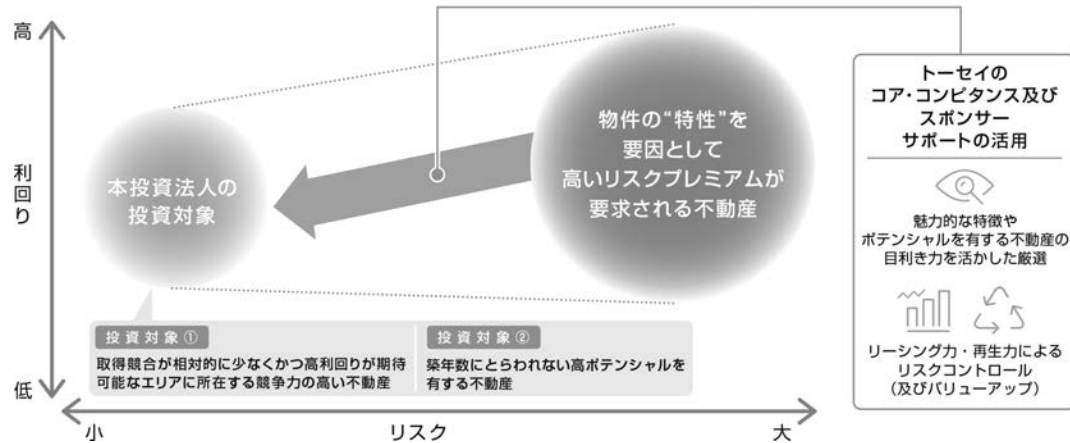 高
利回り
低
小
リスク
大
本投資法人の
投資対象
物件の“特性”を
要因として
高いリスクプレミアムが
要求される不動産
投資対象①
取得競合が相対的に少なくかつ高利回りが期待
可能なエリアに所在する競争力の高い不動産
投資対象②
築年数にとらわれない高ポテンシャルを
有する不動産
トーセイの
コア・コンピタンス及び
スポンサー
サポートの活用
魅力的な特徴や
ポテンシャルを有する不動産の
目利き力を活かした厳選
リーシング力・再生力による
リスクコントロール
（及びバリューアップ）